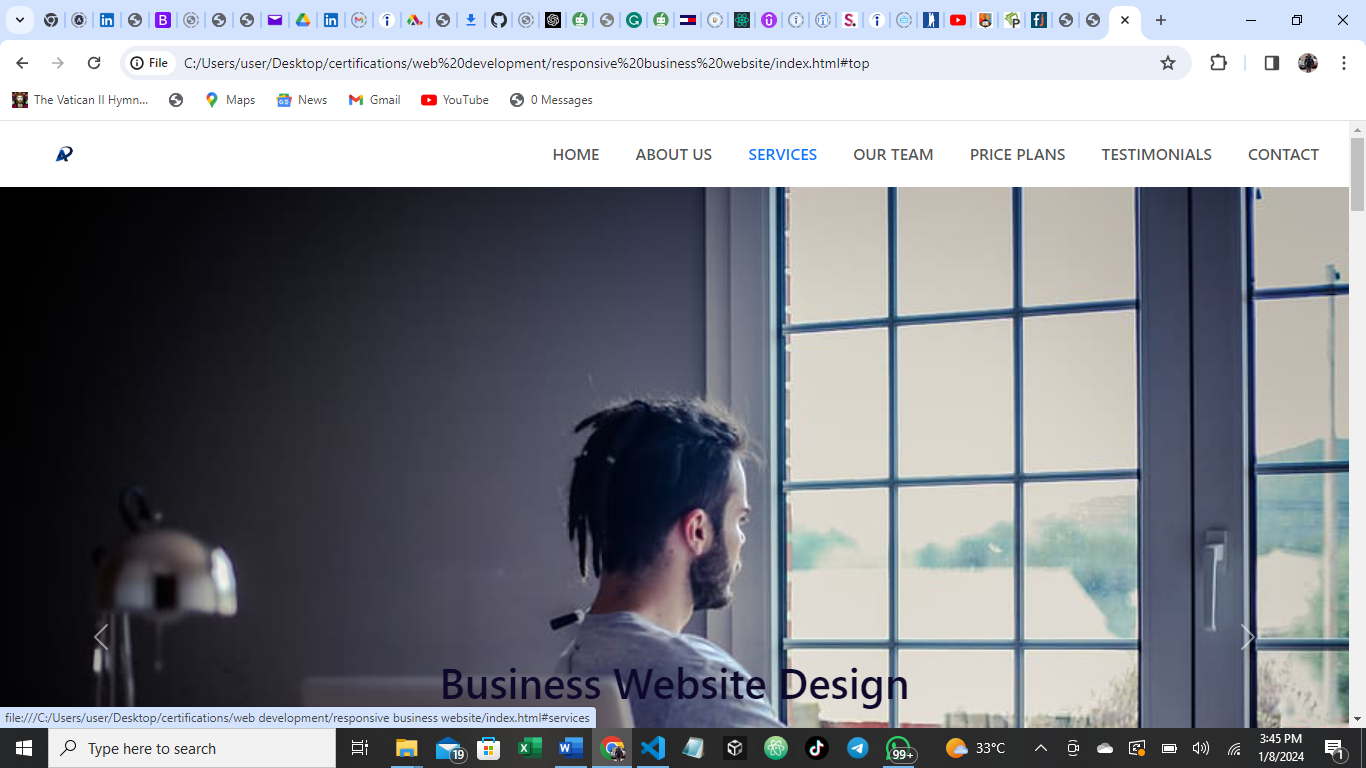 File
C:/Users/user/Desktop/certifications/web%20development/responsive%20business%20website/index.html#top
The Vatican II Hymn...
Maps
News
Gmail
YouTube
0 Messages
HOME
ABOUT US
SERVICES
OUR TEAM
PRICE PLANS
TESTIMONIALS
CONTACT
Business Website Design
file:///C:/Users/user/Desktop/certifications/web development/responsive business website/index.html#services
Type here to search
19
99+
33°C
3:45 PM
1/8/2024
1